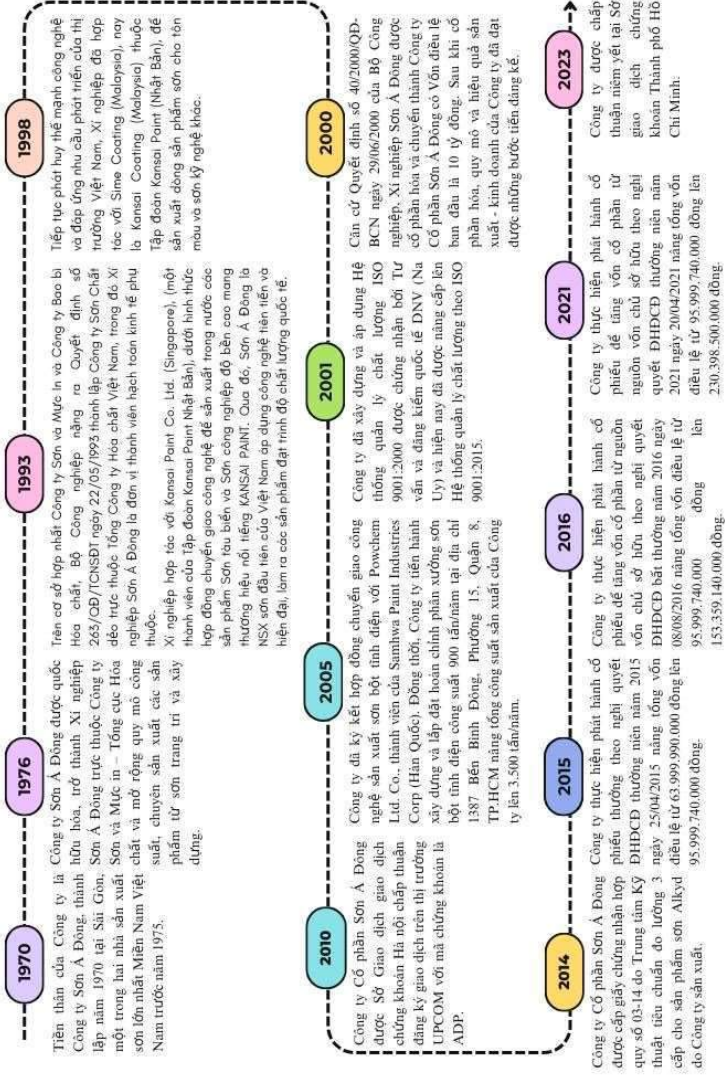 1970
Tiền thân của Công ty là
Công ty Sơn Á Đông, thành
lập năm 1970 tại Sài Gòn,
một trong hai nhà sản xuất
sơn lớn nhất Miền Nam Việt
Nam trước năm 1975.
1976
Công ty Sơn Á Đông được quốc
hữu hóa, trở thành Xí nghiệp
Sơn Á Đông trực thuộc Công ty
Sơn và Mực in – Tổng cục Hóa
chất và mở rộng quy mô công
suất, chuyên sản xuất các sản
phẩm từ sơn trang trí và xây
dựng.
1993
Trên cơ sở hợp nhất Công ty Sơn và Mực In và Công ty Bao bì
Hóa chất, Bộ Công nghiệp nặng ra Quyết định số
265/QĐ/TCNSĐT ngày 22/05/1993 thành lập Công ty Sơn Chất
dẻo trực thuộc Tổng Công ty Hóa chất Việt Nam, trong đó Xí
nghiệp Sơn Á Đông là đơn vị thành viên hạch toán kinh tế phụ
thuộc.
Xí nghiệp hợp tác với Kansai Paint Co. Ltd. (Singapore), (một
thành viên của Tập đoàn Kansai Paint Nhật Bản), dưới hình thức
hợp đồng chuyển giao công nghệ để sản xuất trong nước các
sản phẩm Sơn tàu biển và Sơn công nghiệp độ bền cao mang
thương hiệu nổi tiếng KANSAI PAINT. Qua đó, Sơn Á Đông là
NSX sơn đầu tiên của Việt Nam áp dụng công nghệ tiên tiến và
hiện đại, làm ra các sản phẩm đạt trình độ chất lượng quốc tế.
1998
Tiếp tục phát huy thế mạnh công nghệ
và đáp ứng nhu cầu phát triển của thị
trường Việt Nam, Xí nghiệp đã hợp
tác với Sime Coating (Malaysia), nay
là Kansai Coating (Malaysia) thuộc
Tập đoàn Kansai Paint (Nhật Bản), để
sản xuất dòng sản phẩm sơn cho tôn
màu và sơn kỹ nghệ khác.
2010
Công ty Cổ phần Sơn Á Đông
được Sở Giao dịch giao dịch
chứng khoán Hà nội chấp thuận
đăng ký giao dịch trên thị trường
UPCOM với mã chứng khoán là
ADP.
2005
Công ty đã ký kết hợp đồng chuyển giao công
nghệ sản xuất sơn bột tĩnh điện với Powchem
Ltd. Co., thành viên của Samhwa Paint Industries
Corp (Hàn Quốc). Đồng thời, Công ty tiến hành
xây dựng và lắp đặt hoàn chỉnh phân xưởng sơn
bột tĩnh điện công suất 900 tấn/năm tại địa chỉ
1387 Bến Bình Đông, Phường 15, Quận 8,
TP.HCM nâng tổng công suất sản xuất của Công
ty lên 3.500 tấn/năm.
2001
Công ty đã xây dựng và áp dụng Hệ
thống quản lý chất lượng ISO
9001:2000 được chứng nhận bởi Tư
vấn và đăng kiểm quốc tế DNV (Na
Uy) và hiện nay đã được nâng cấp lên
Hệ thống quản lý chất lượng theo ISO
9001:2015.
2000
Căn cứ Quyết định số 40/2000/QĐ-
BCN ngày 29/06/2000 của Bộ Công
nghiệp, Xí nghiệp Sơn Á Đông được
cổ phần hóa và chuyển thành Công ty
Cổ phần Sơn Á Đông có Vốn điều lệ
ban đầu là 10 tỷ đồng. Sau khi cổ
phần hóa, quy mô và hiệu quả sản
xuất - kinh doanh của Công ty đã đạt
được những bước tiến đáng kể.
2014
Công ty Cổ phần Sơn Á Đông
được cấp giấy chứng nhận hợp
quy số 03-14 do Trung tâm Kỹ
thuật tiêu chuẩn đo lường 3
cấp cho sản phẩm sơn Alkyd
do Công ty sản xuất.
2015
Công ty thực hiện phát hành cổ
phiếu thưởng theo nghị quyết
ĐHĐCĐ thường niên năm 2015
ngày 25/04/2015 nâng tổng vốn
điều lệ từ 63.999.990.000 đồng lên
95.999.740.000 đồng.
2016
Công ty thực hiện phát hành cổ
phiếu để tăng vốn cổ phần từ nguồn
vốn chủ sở hữu theo nghị quyết
ĐHĐCĐ bất thường năm 2016 ngày
08/08/2016 nâng tổng vốn điều lệ từ
95.999.740.000 đồng lên
153.359.140.000 đồng.
2021
Công ty thực hiện phát hành cổ
phiếu để tăng vốn cổ phần từ
nguồn vốn chủ sở hữu theo nghị
quyết ĐHĐCĐ thường niên năm
2021 ngày 20/04/2021 nâng tổng vốn
điều lệ từ 95.999.740.000 đồng lên
230.398.500.000 đồng.
2023
Công ty được chấp
thuận niêm yết tại Sở
giao dịch chứng
khoán Thành phố Hồ
Chí Minh.